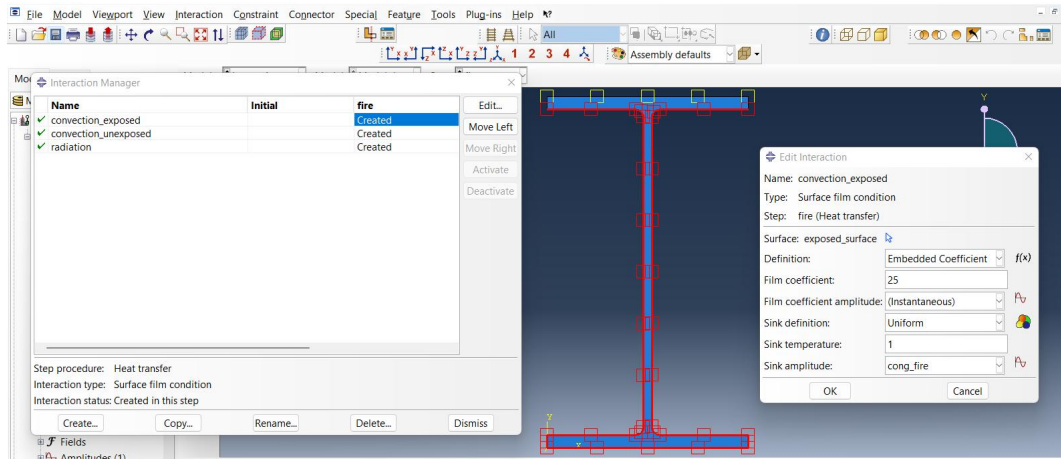 File Model Viewport View Interaction Constraint Connector Special Feature Tools Plug-ins Help
All
1 2 3 4 Assembly defaults
Interaction Manager
Name Initial fire
convection_exposed Created
convection_unexposed Created
radiation Created
Edit...
Move Left
Move Right
Activate
Deactivate
Step procedure: Heat transfer
Interaction type: Surface film condition
Interaction status: Created in this step
Create... Copy... Rename... Delete... Dismiss
Fields
Amplitudes (1)
Y
Y
x
Edit Interaction
Name: convection_exposed
Type: Surface film condition
Step: fire (Heat transfer)
Surface: exposed_surface
Definition: Embedded Coefficient f(x)
Film coefficient: 25
Film coefficient amplitude: (Instantaneous)
Sink definition: Uniform
Sink temperature: 1
Sink amplitude: cong_fire
OK Cancel